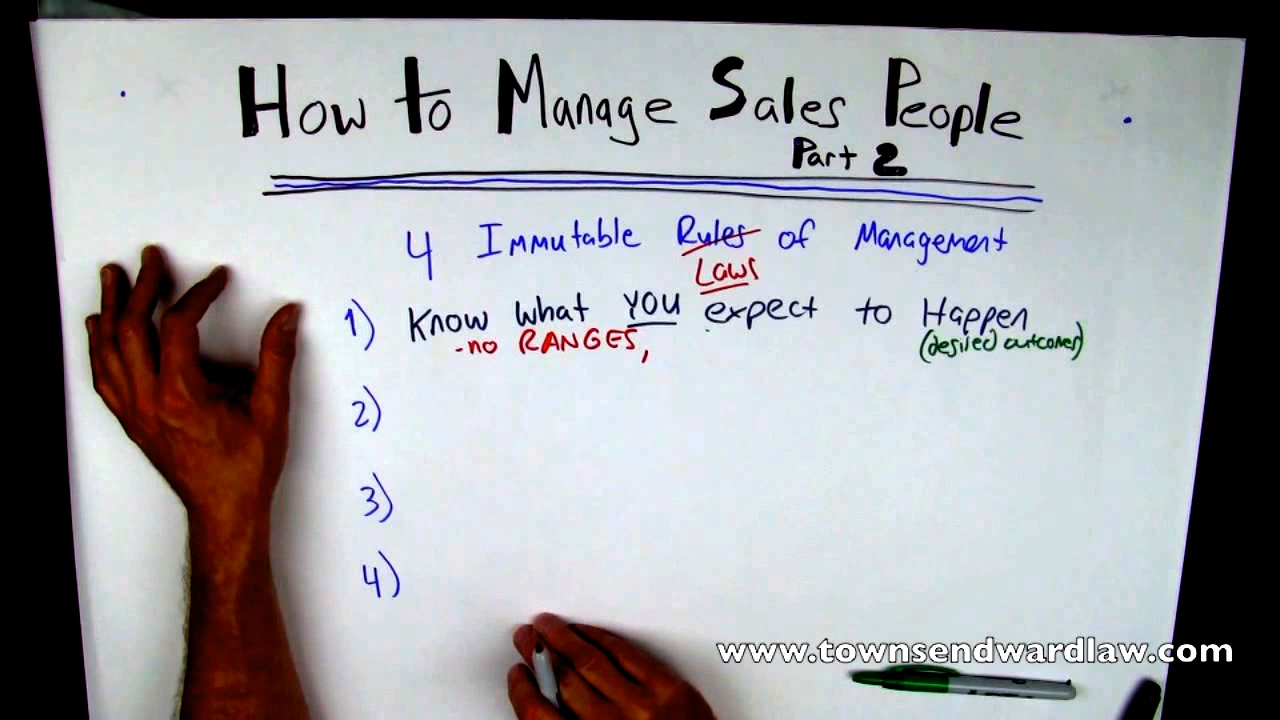 How to Manage Sales People
Part 2
4 Immutable Rules of Management
Laws
1) Know what YOU expect to Happen
-no RANGES,
(desired outcomes)
2)
3)
4)
www.townsendwardlaw.com